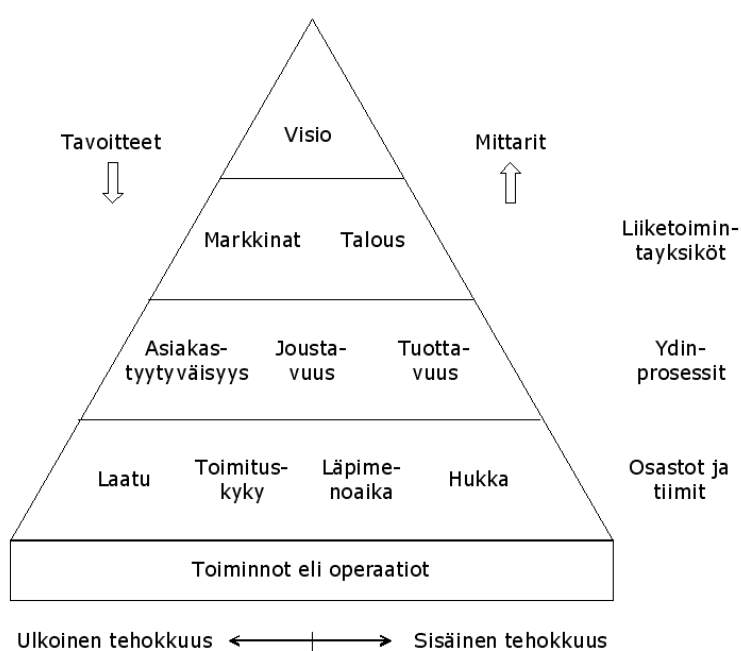 Visio
Tavoitteet
Mittarit
Markkinat
Talous
Liiketoimin-
tayksiköt
Asiakas-
tyytyväisyys
Jousta-
vuus
Tuotta-
vuus
Ydin-
prosessit
Laatu
Toimitus-
kyky
Läpime-
noaika
Hukka
Osastot ja
tiimit
Toiminnot eli operaatiot
Ulkoinen tehokkuus
Sisäinen tehokkuus